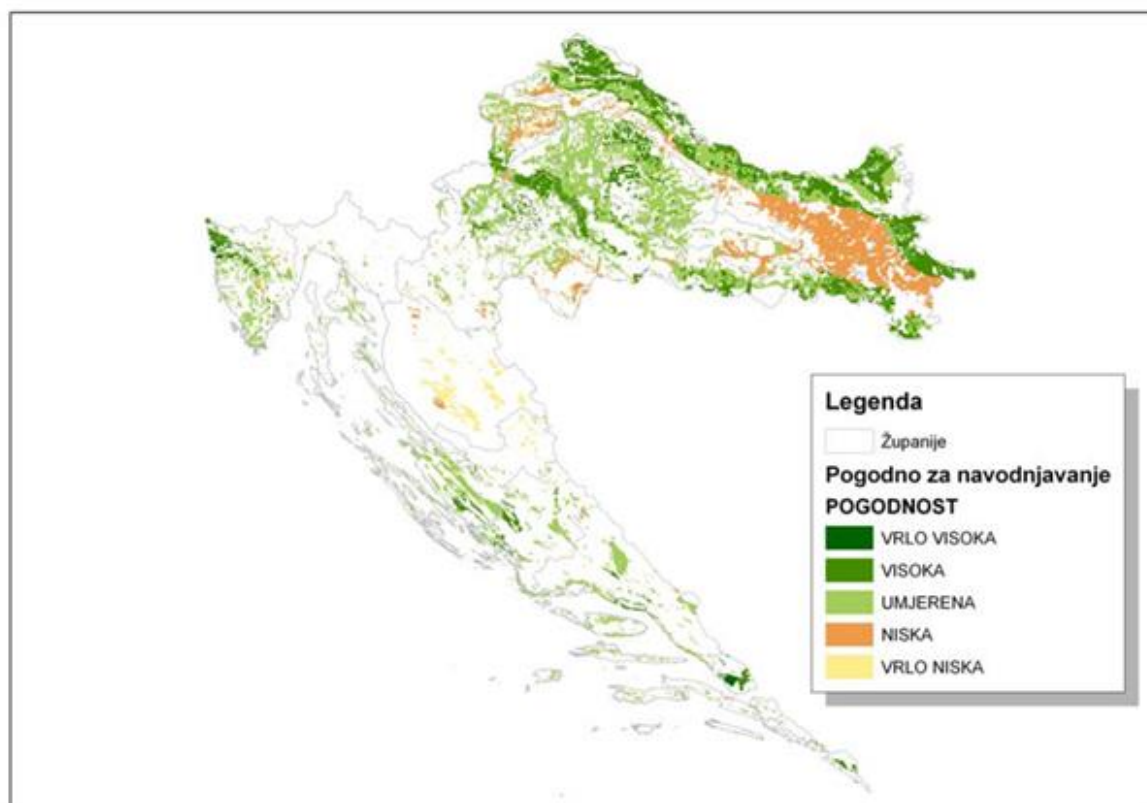 Legenda
Županije
Pogodno za navodnjavanje
POGODNOST
VRLO VISOKA
VISOKA
UMJERENA
NISKA
VRLO NISKA